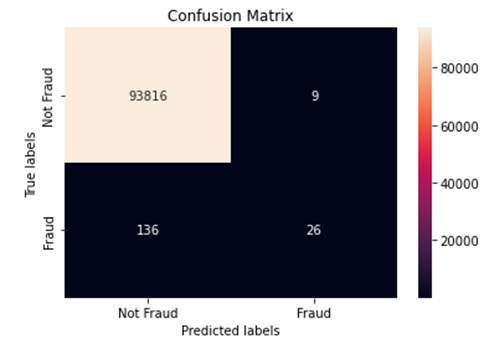 Confusion Matrix
True labels
Not Fraud
93816
9
Fraud
136
26
Not Fraud
Fraud
Predicted labels
80000
60000
40000
20000